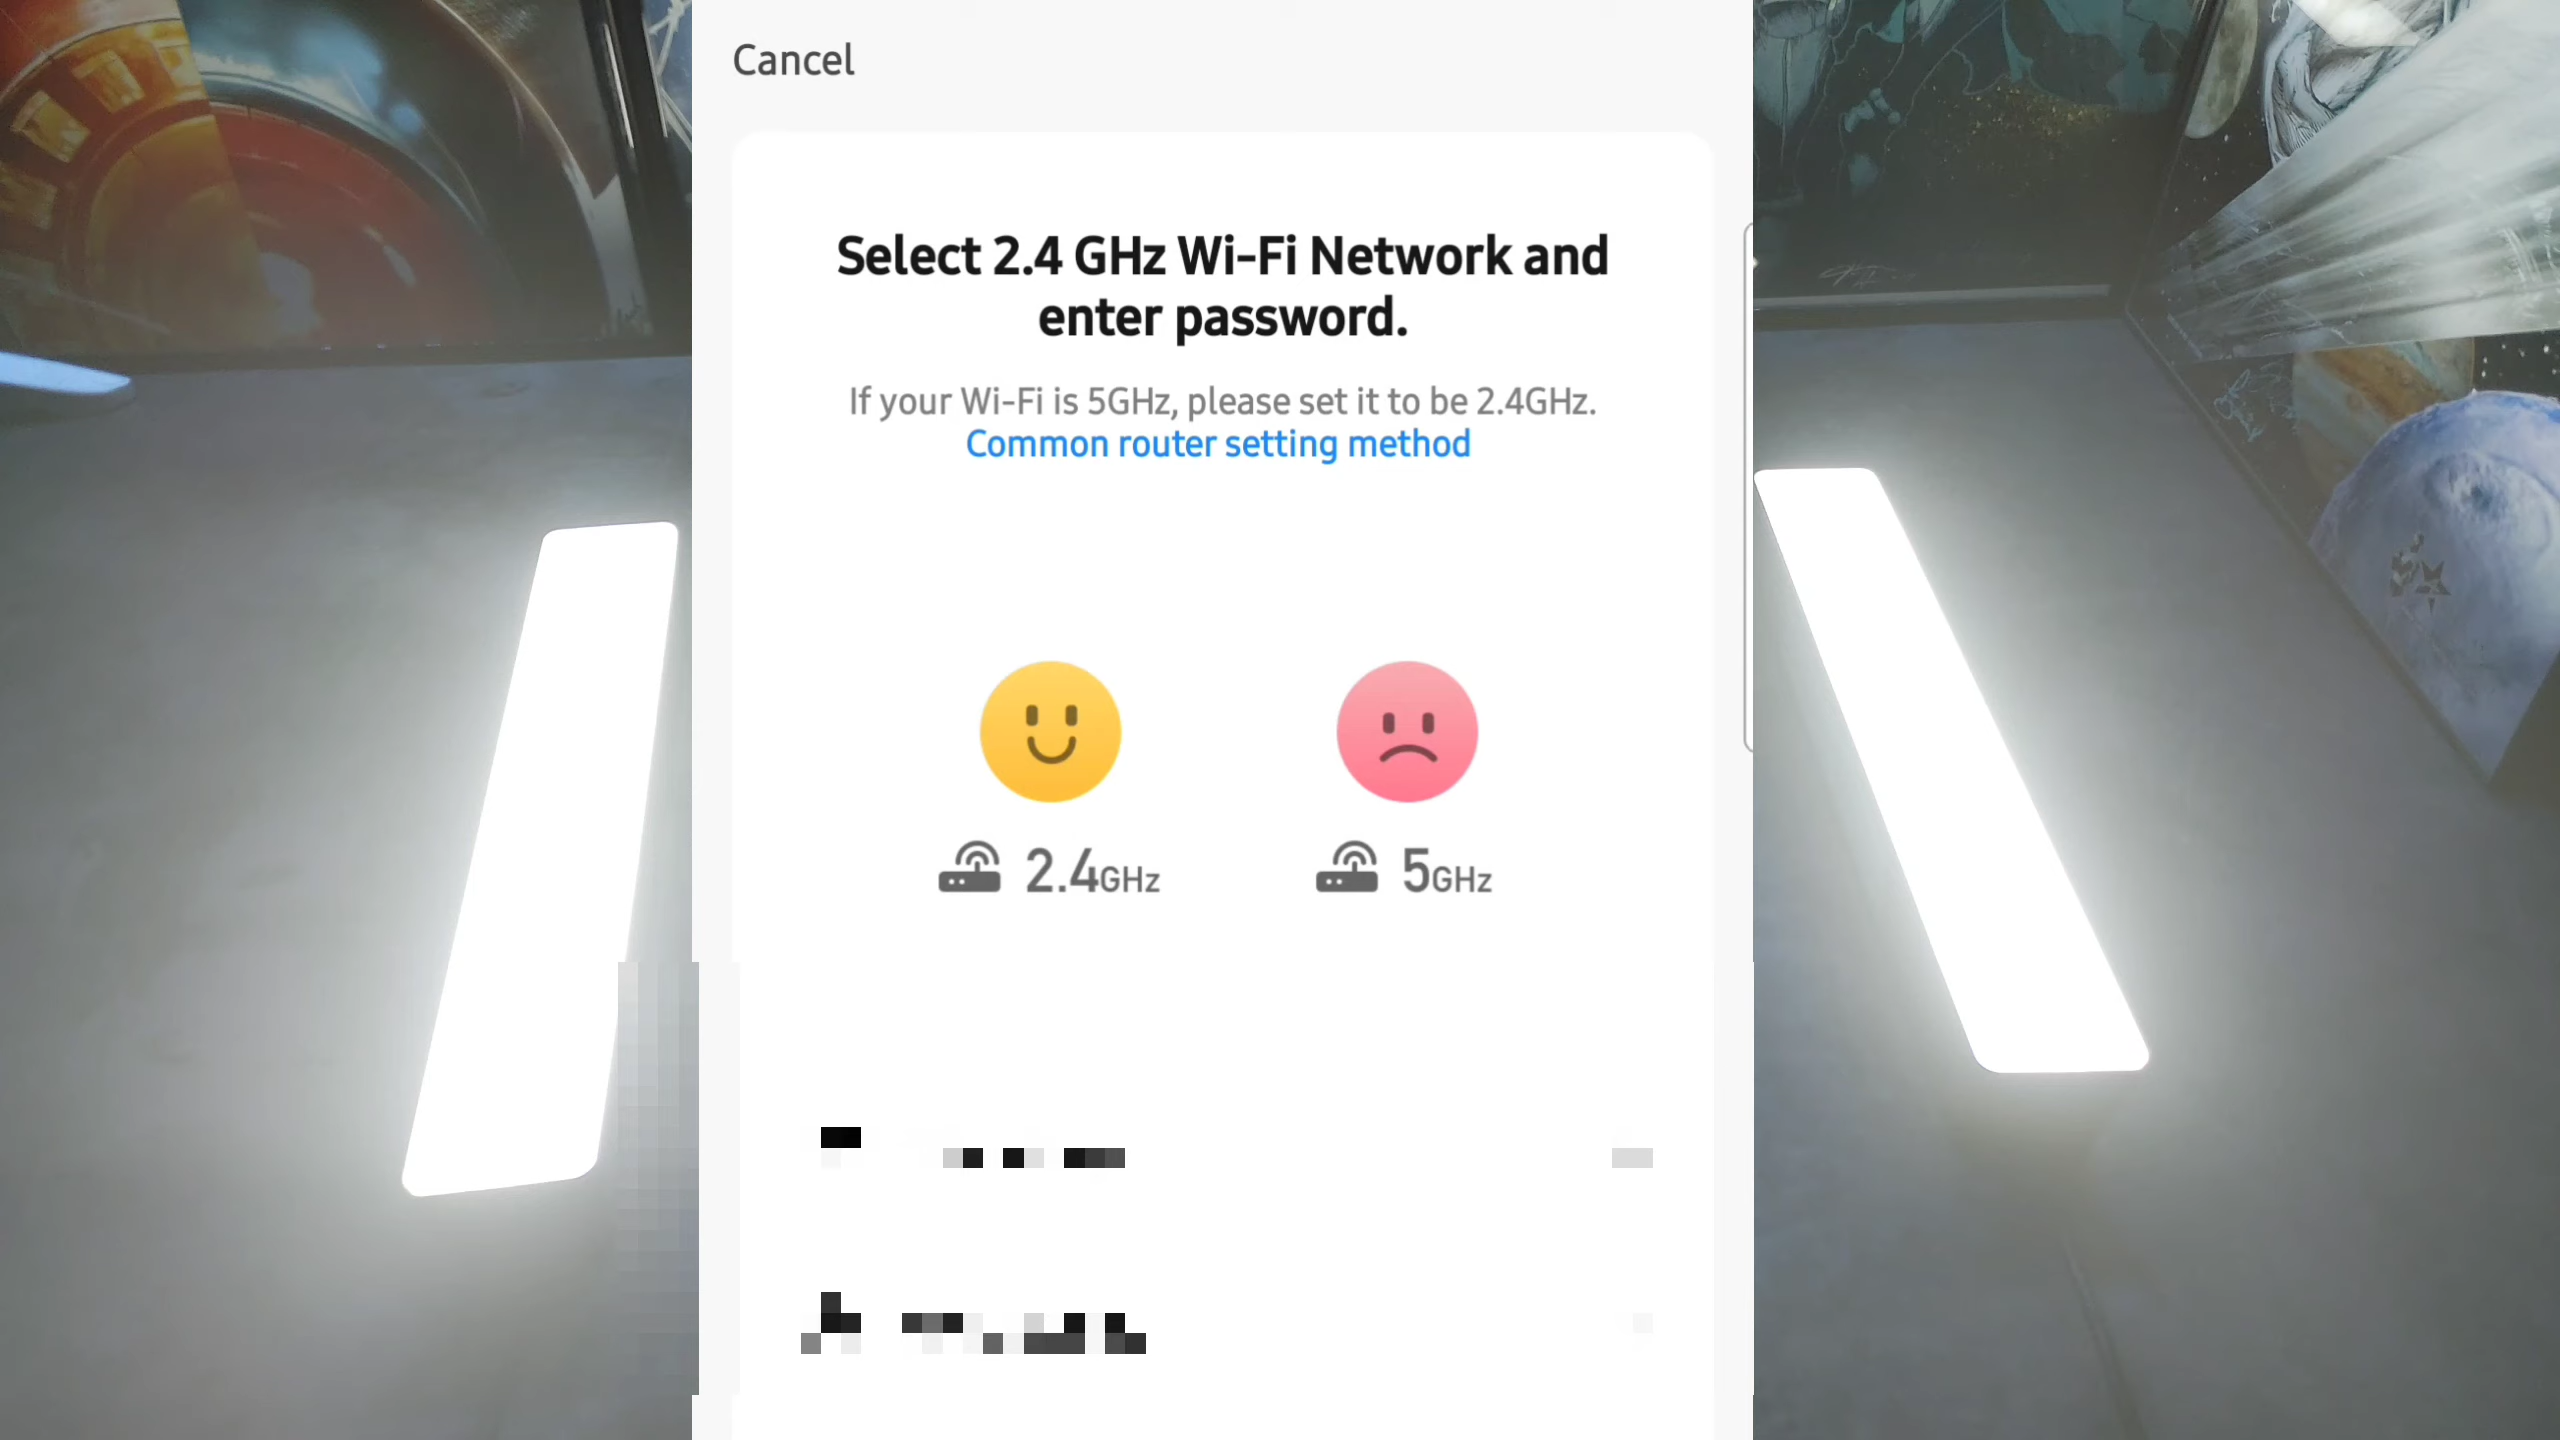 Cancel
Select 2.4 GHz Wi-Fi Network and
enter password.
If your Wi-Fi is 5GHz, please set it to be 2.4GHz.
Common router setting method
2.4GHz
5GHz